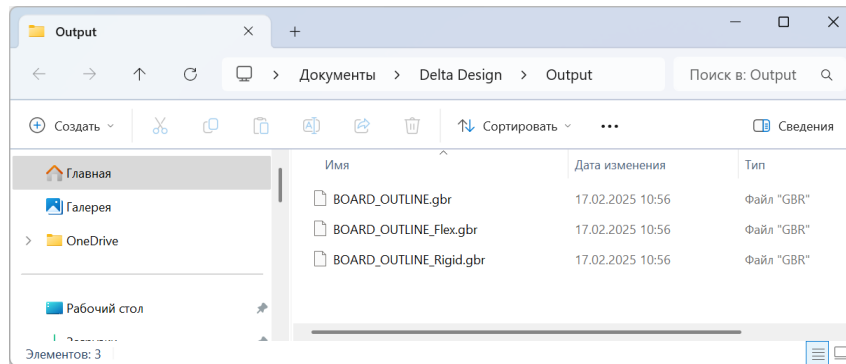 Output
Документы > Delta Design > Output
Поиск в: Output
Создать
Сортировать
Сведения
Главная
Галерея
OneDrive
Рабочий стол
Имя Дата изменения Тип
BOARD_OUTLINE.gbr 17.02.2025 10:56 Файл "GBR"
BOARD_OUTLINE_Flex.gbr 17.02.2025 10:56 Файл "GBR"
BOARD_OUTLINE_Rigid.gbr 17.02.2025 10:56 Файл "GBR"
Элементов: 3